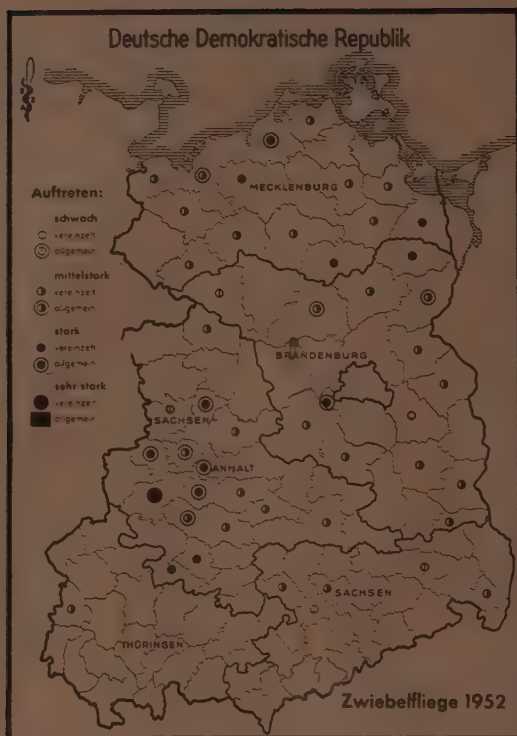 Deutsche Demokratische Republik
MECKLENBURG
Auftreten:
schwach
vereinzelt
allgemein
mittelstark
vereinzelt
allgemein
stark
vereinzelt
allgemein
sehr stark
vereinzelt
allgemein
BRANDENBURG
SACHSEN
ANHALT
SACHSEN
THÜRINGEN
Zwiebelfliege 1952